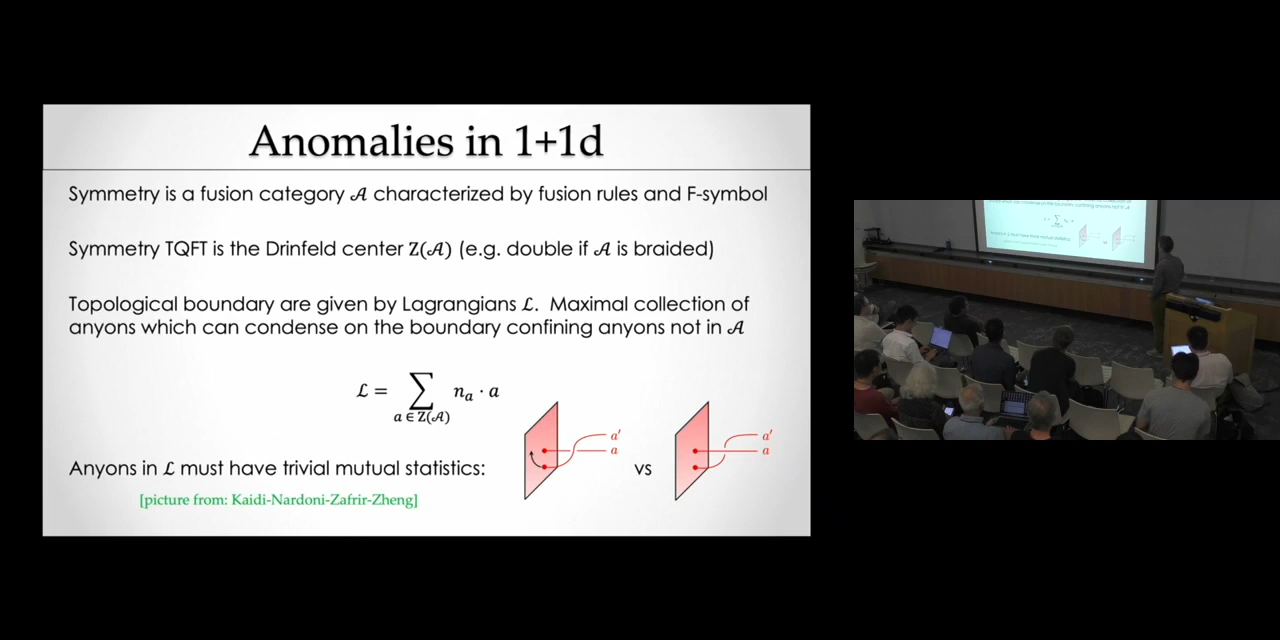 Anomalies in 1+1d
Symmetry is a fusion category 𝒜 characterized by fusion rules and F-symbol
Symmetry TQFT is the Drinfeld center Z(𝒜) (e.g. double if 𝒜 is braided)
Topological boundary are given by Lagrangians ℒ. Maximal collection of
anyons which can condense on the boundary confining anyons not in 𝒜
ℒ = ∑ nₐ · a
a ∈ Z(𝒜)
a'
a
vs
a'
a
Anyons in ℒ must have trivial mutual statistics:
[picture from: Kaidi-Nardoni-Zafrir-Zheng]